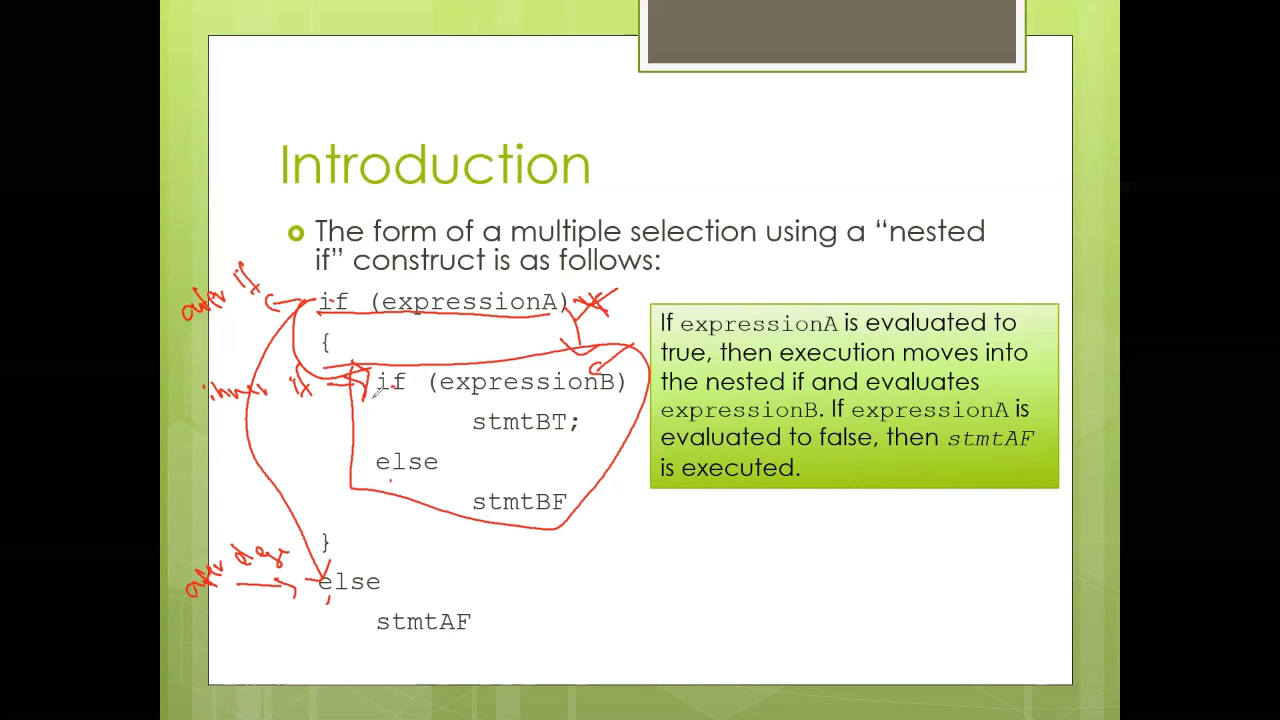 Introduction
The form of a multiple selection using a “nested
if” construct is as follows:
outer if
if (expressionA)
{
inner if
if (expressionB)
stmtBT;
else
stmtBF
}
else
stmtAF
If expressionA is evaluated to
true, then execution moves into
the nested if and evaluates
expressionB. If expressionA is
evaluated to false, then stmtAF
is executed.